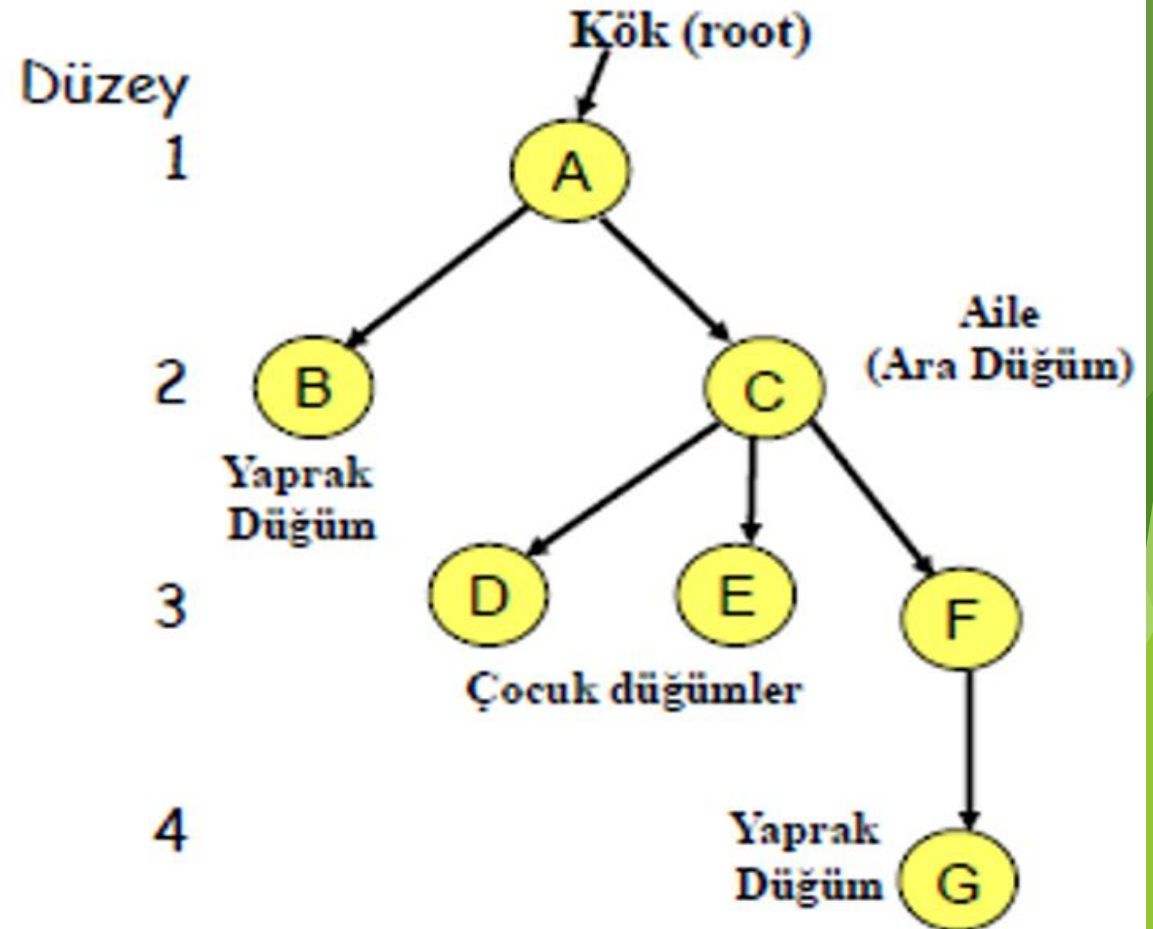 Kök (root)
Düzey
1
A
Aile
2
B
C
(Ara Düğüm)
Yaprak
Düğüm
3
D
E
F
Çocuk düğümler
4
Yaprak
Düğüm
G